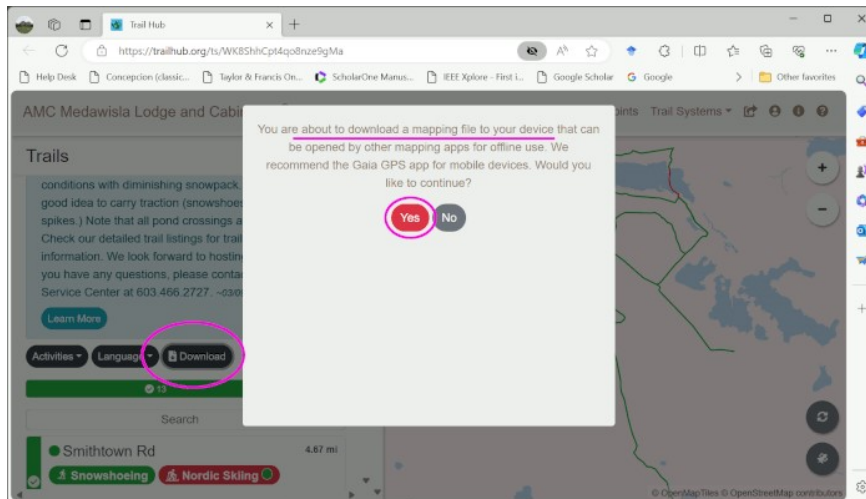 Trail Hub
https://trailhub.org/ts/WK8ShhCpt4qo8nze9gMa
Help Desk Concepcion (classic... Taylor & Francis On... ScholarOne Manus... IEEE Xplore - First i... Google Scholar Google Other favorites
AMC Medawisla Lodge and Cabi
oints Trail Systems
You are about to download a mapping file to your device that can
be opened by other mapping apps for offline use. We
recommend the Gaia GPS app for mobile devices. Would you
like to continue?
Yes No
Trails
conditions with diminishing snowpack.
good idea to carry traction (snowshoes
spikes.) Note that all pond crossings a
Check our detailed trail listings for trail
information. We look forward to hostin
you have any questions, please conta
Service Center at 603.466.2727.
Learn More
Activities Language Download
13
Search
Smithtown Rd 4.67 mi
Snowshoeing Nordic Skiing
© OpenMapTiles © OpenStreetMap contributors